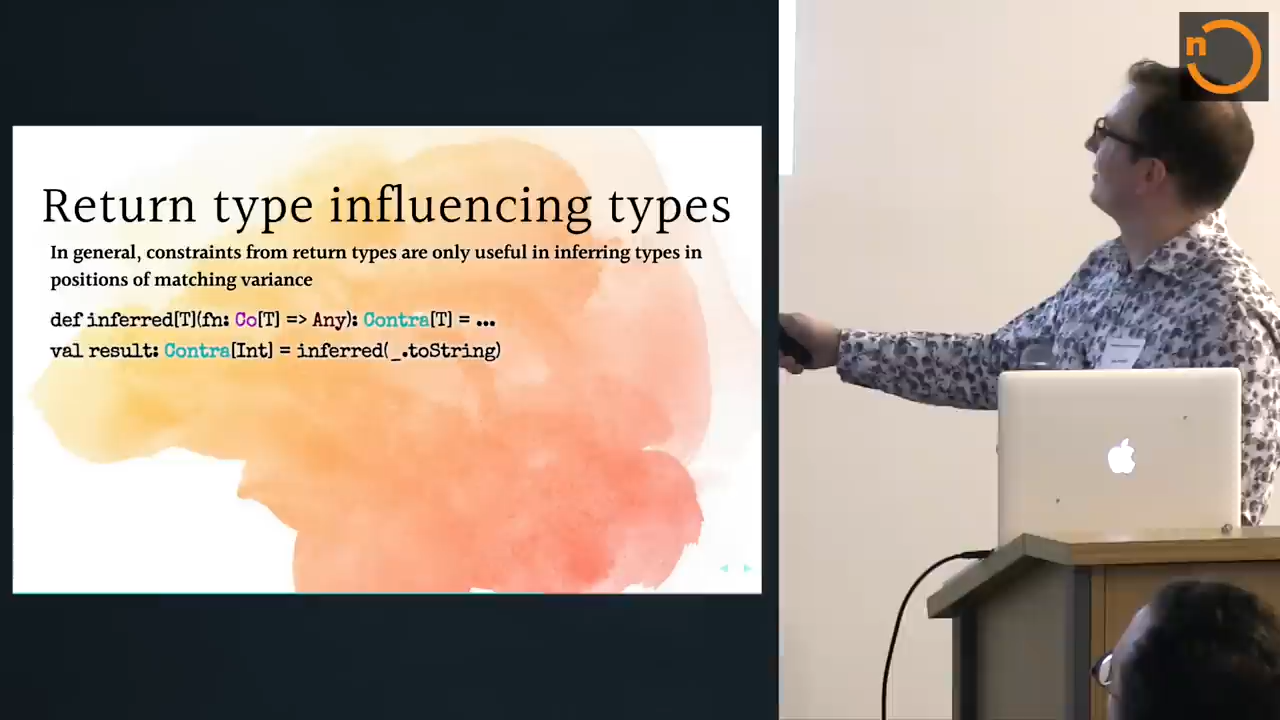 Return type influencing types
In general, constraints from return types are only useful in inferring types in
positions of matching variance
def inferred[T](fn: Co[T] => Any): Contra[T] = ...
val result: Contra[Int] = inferred(_.toString)
n